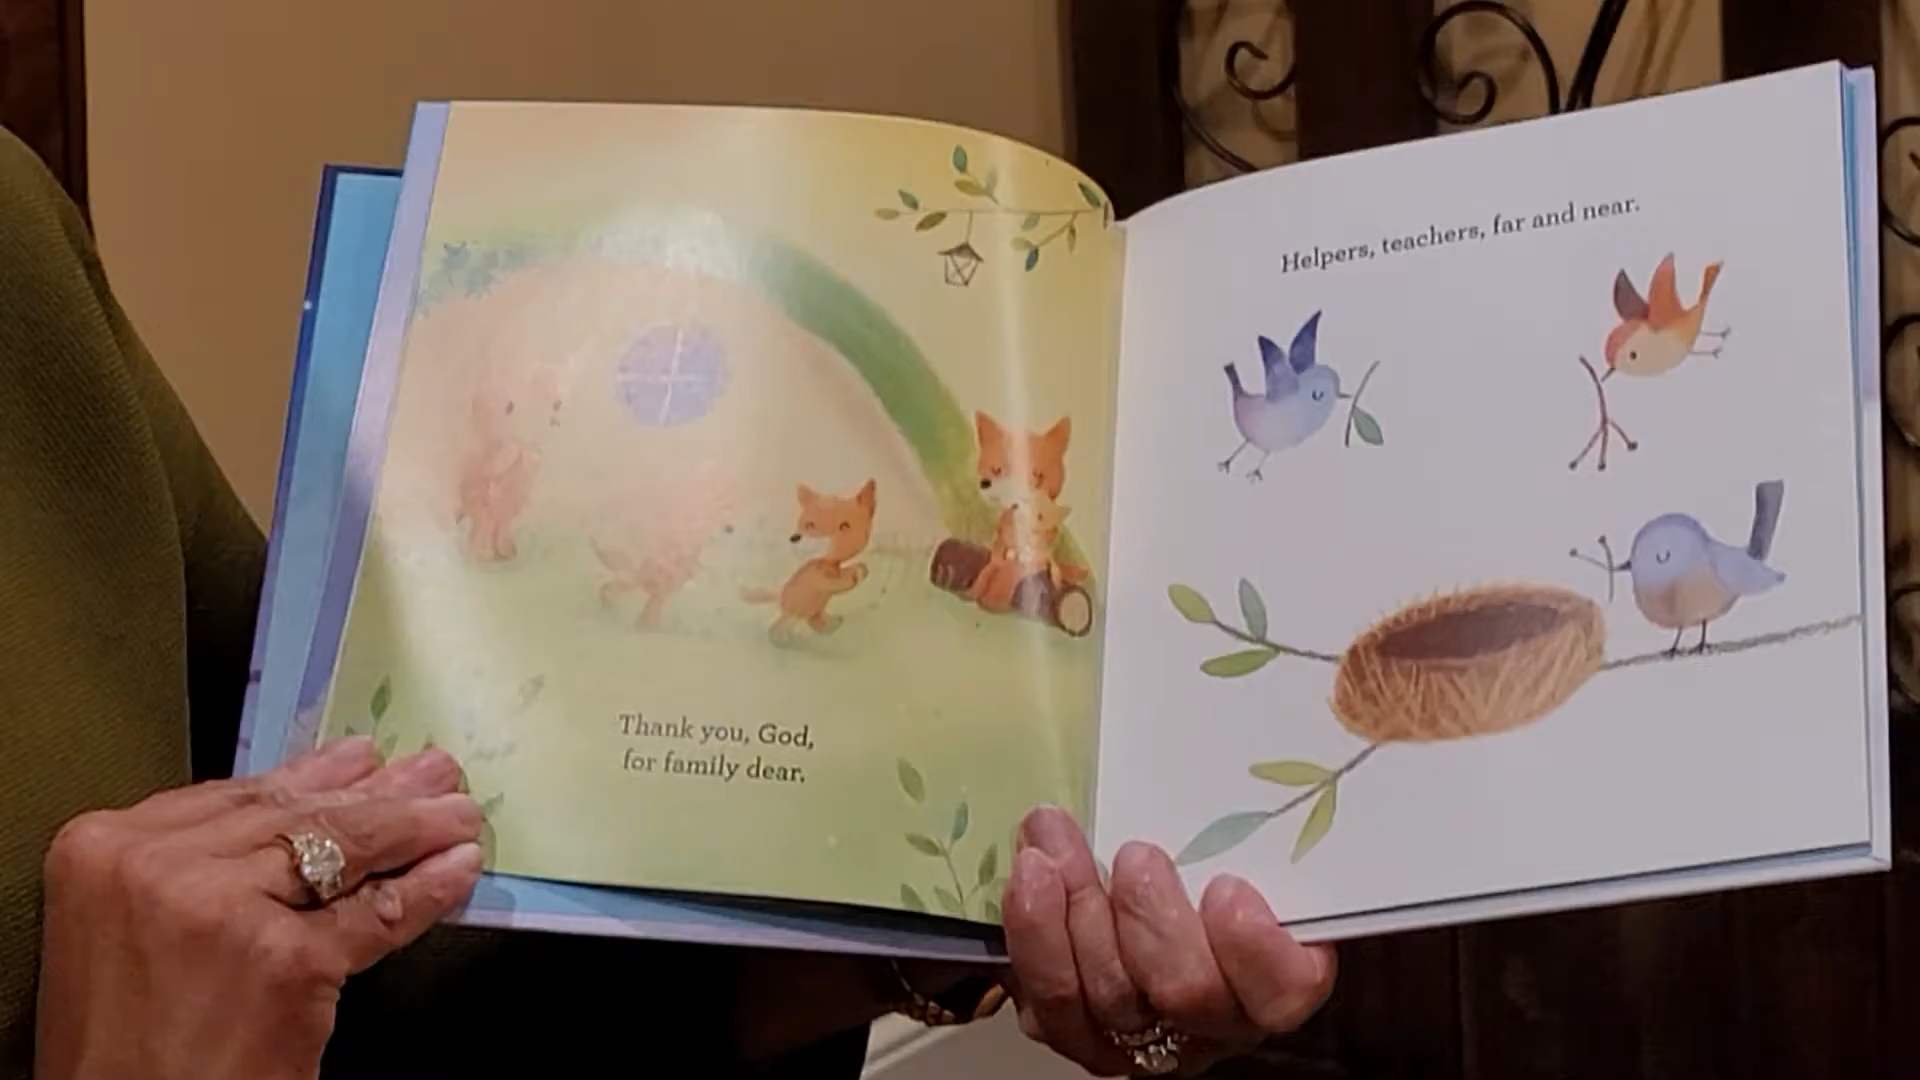 Thank you, God,
for family dear.
Helpers, teachers, far and near.